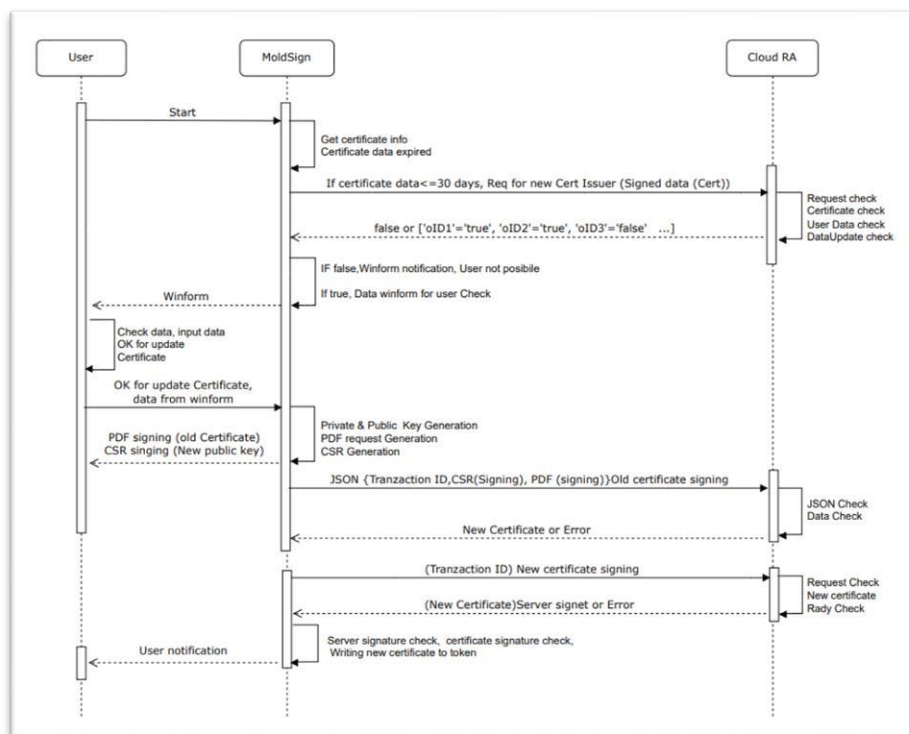 User
MoldSign
Cloud RA
Start
Get certificate info
Certificate data expired
If certificate data<=30 days, Req for new Cert Issuer (Signed data (Cert))
Request check
Certificate check
User Data check
DataUpdate check
false or ['oID1'='true', 'oID2'='true', 'oID3'='false' ...]
IF false,Winform notification, User not posibile
If true, Data winform for user Check
Winform
Check data, input data
OK for update
Certificate
OK for update Certificate,
data from winform
Private & Public Key Generation
PDF request Generation
CSR Generation
PDF signing (old Certificate)
CSR singing (New public key)
JSON {Tranzaction ID,CSR(Signing), PDF (signing)}Old certificate signing
JSON Check
Data Check
New Certificate or Error
(Tranzaction ID) New certificate signing
Request Check
New certificate
Rady Check
(New Certificate)Server signet or Error
Server signature check, certificate signature check,
Writing new certificate to token
User notification